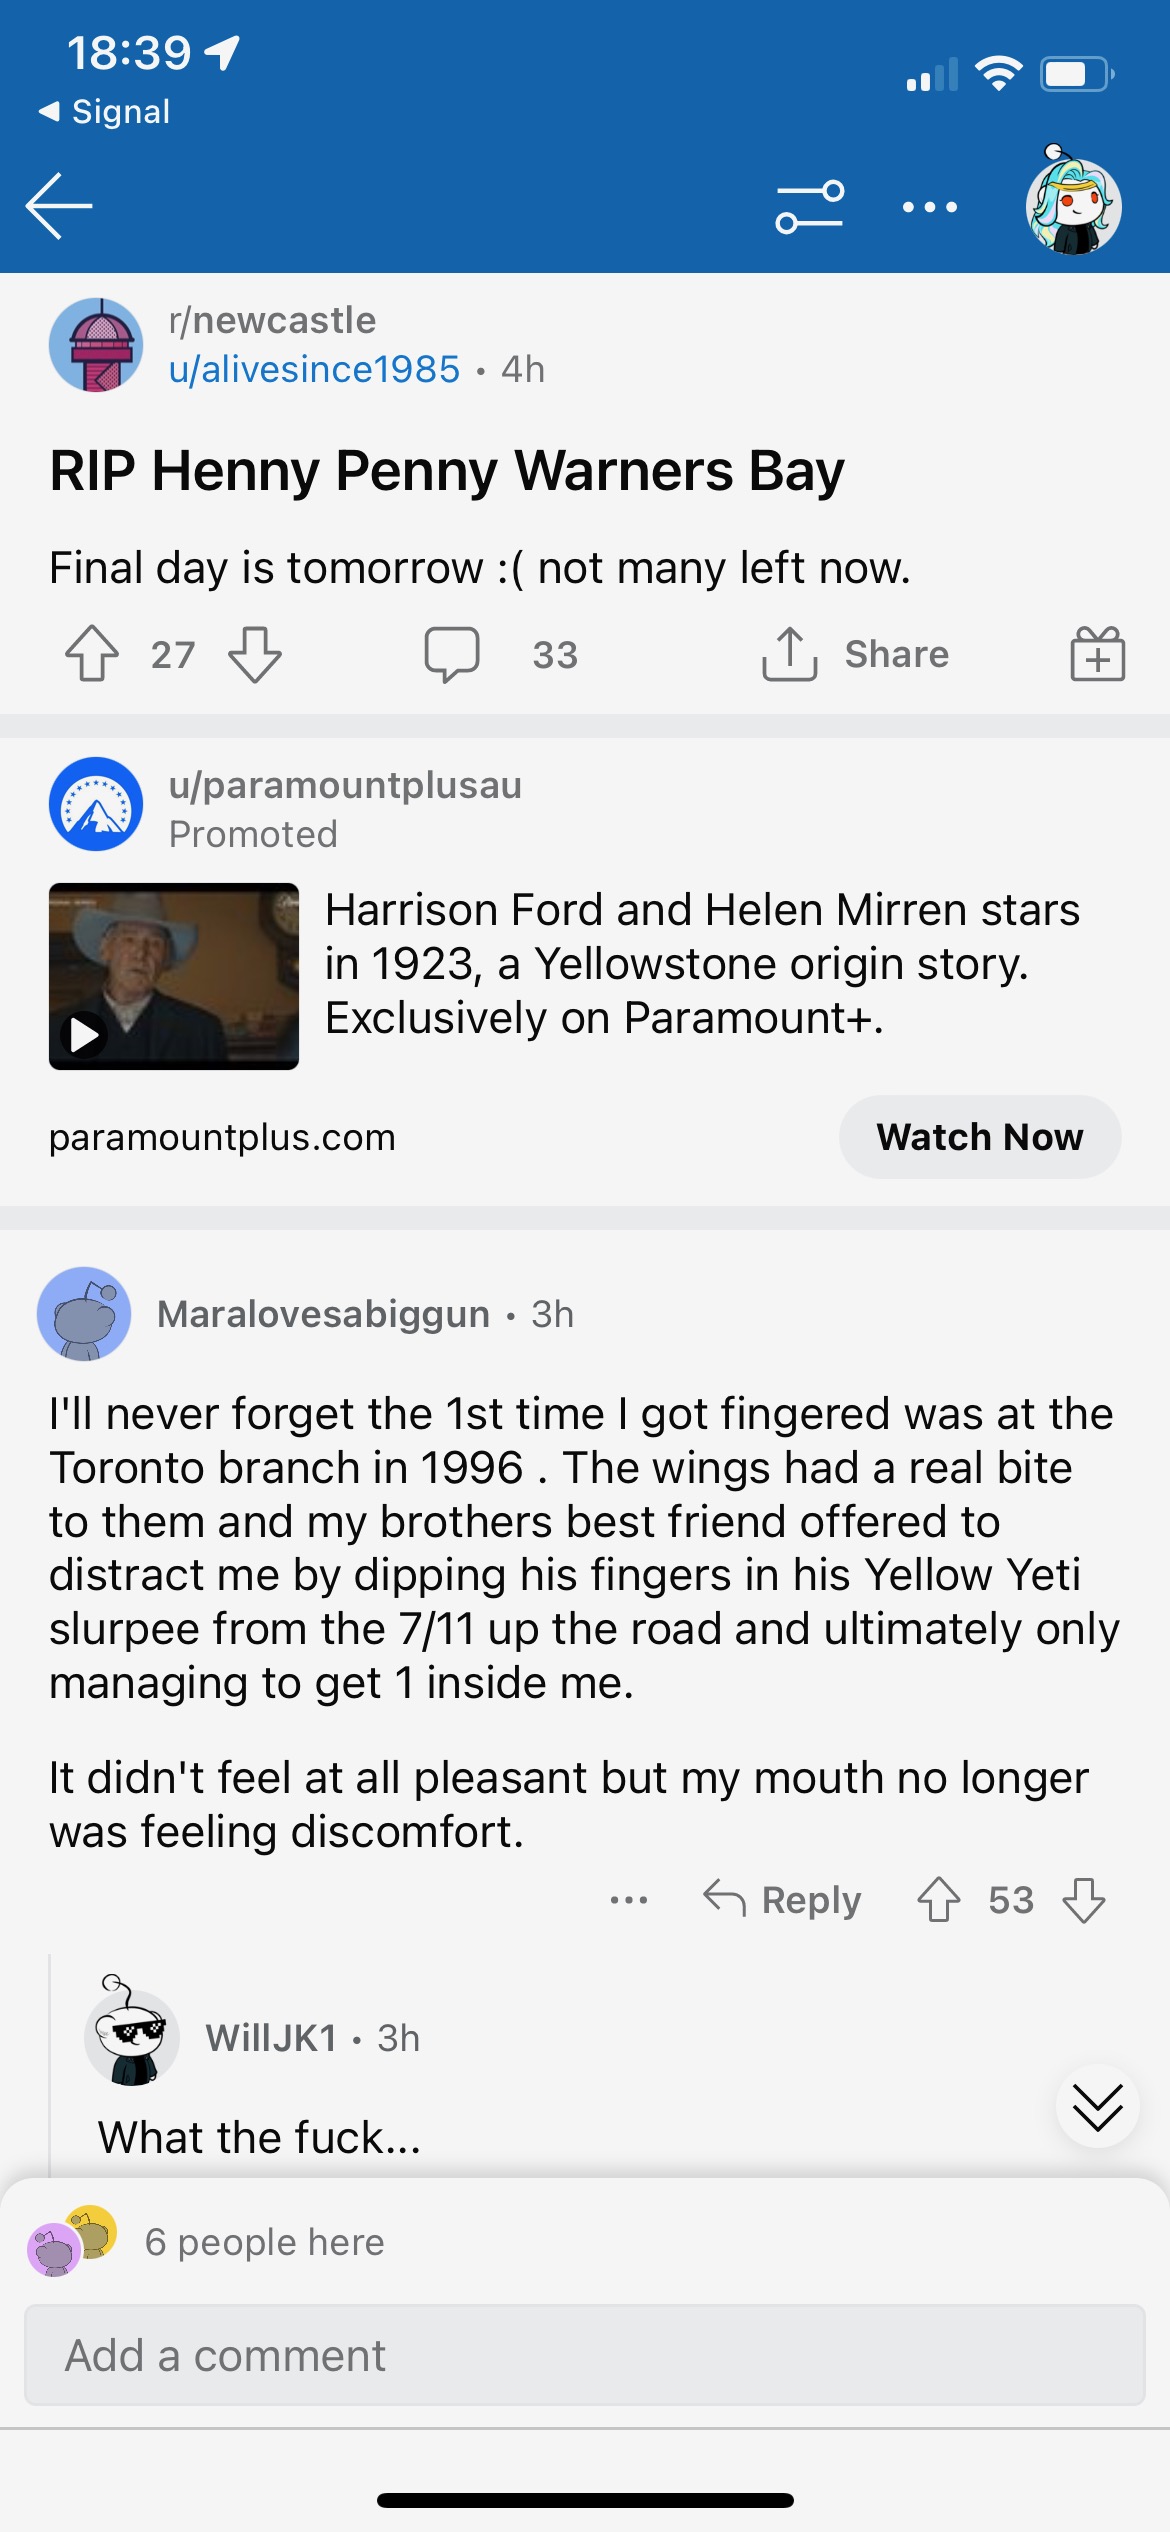 18:39
Signal
r/newcastle
u/alivesince1985 • 4h
RIP Henny Penny Warners Bay
Final day is tomorrow :( not many left now.
27 33 Share
u/paramountplusau
Promoted
Harrison Ford and Helen Mirren stars
in 1923, a Yellowstone origin story.
Exclusively on Paramount+.
paramountplus.com
Watch Now
Maralovesabiggun • 3h
I'll never forget the 1st time I got fingered was at the
Toronto branch in 1996 . The wings had a real bite
to them and my brothers best friend offered to
distract me by dipping his fingers in his Yellow Yeti
slurpee from the 7/11 up the road and ultimately only
managing to get 1 inside me.
It didn't feel at all pleasant but my mouth no longer
was feeling discomfort.
Reply 53
WillJK1 • 3h
What the fuck...
6 people here
Add a comment